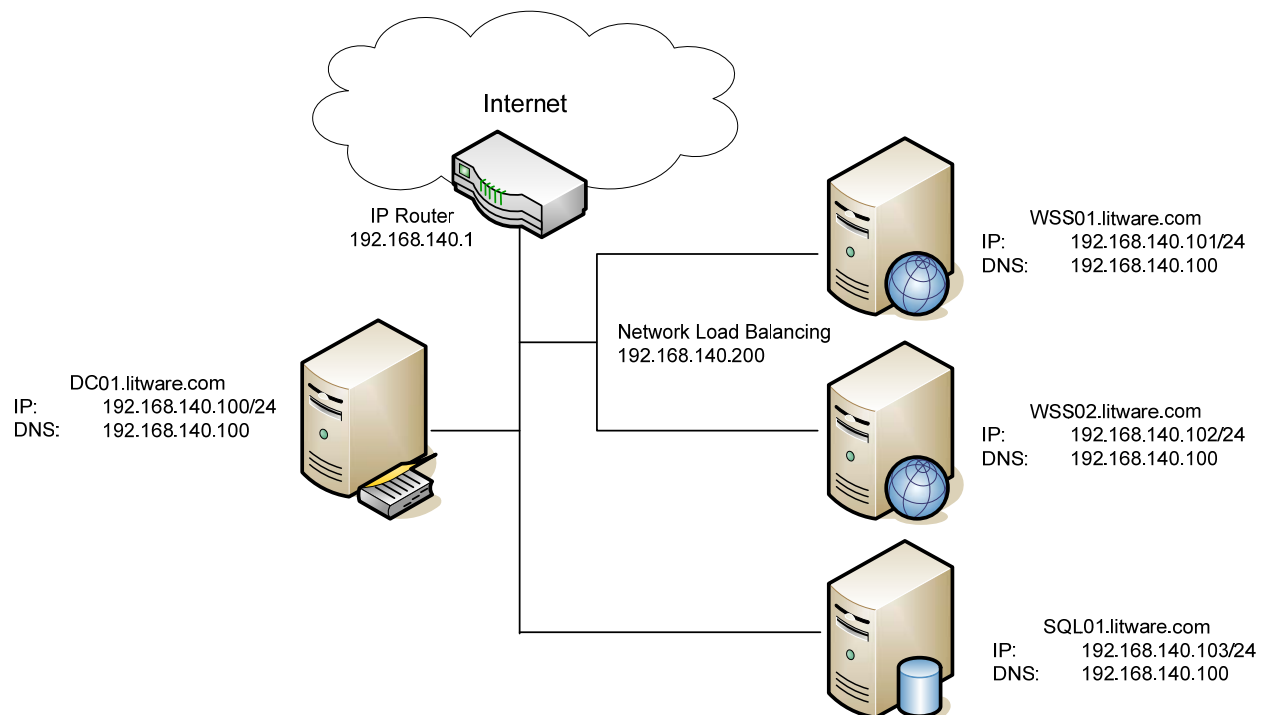 Internet
IP Router
192.168.140.1
WSS01.litware.com
IP: 192.168.140.101/24
DNS: 192.168.140.100
Network Load Balancing
192.168.140.200
DC01.litware.com
IP: 192.168.140.100/24
DNS: 192.168.140.100
WSS02.litware.com
IP: 192.168.140.102/24
DNS: 192.168.140.100
SQL01.litware.com
IP: 192.168.140.103/24
DNS: 192.168.140.100